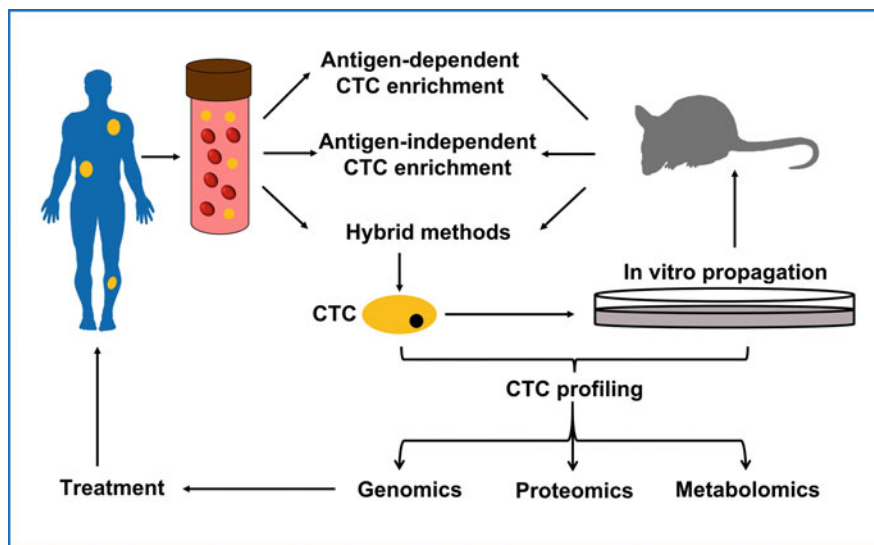 Antigen-dependent
CTC enrichment
Antigen-independent
CTC enrichment
Hybrid methods
In vitro propagation
CTC
CTC profiling
Treatment
Genomics
Proteomics
Metabolomics